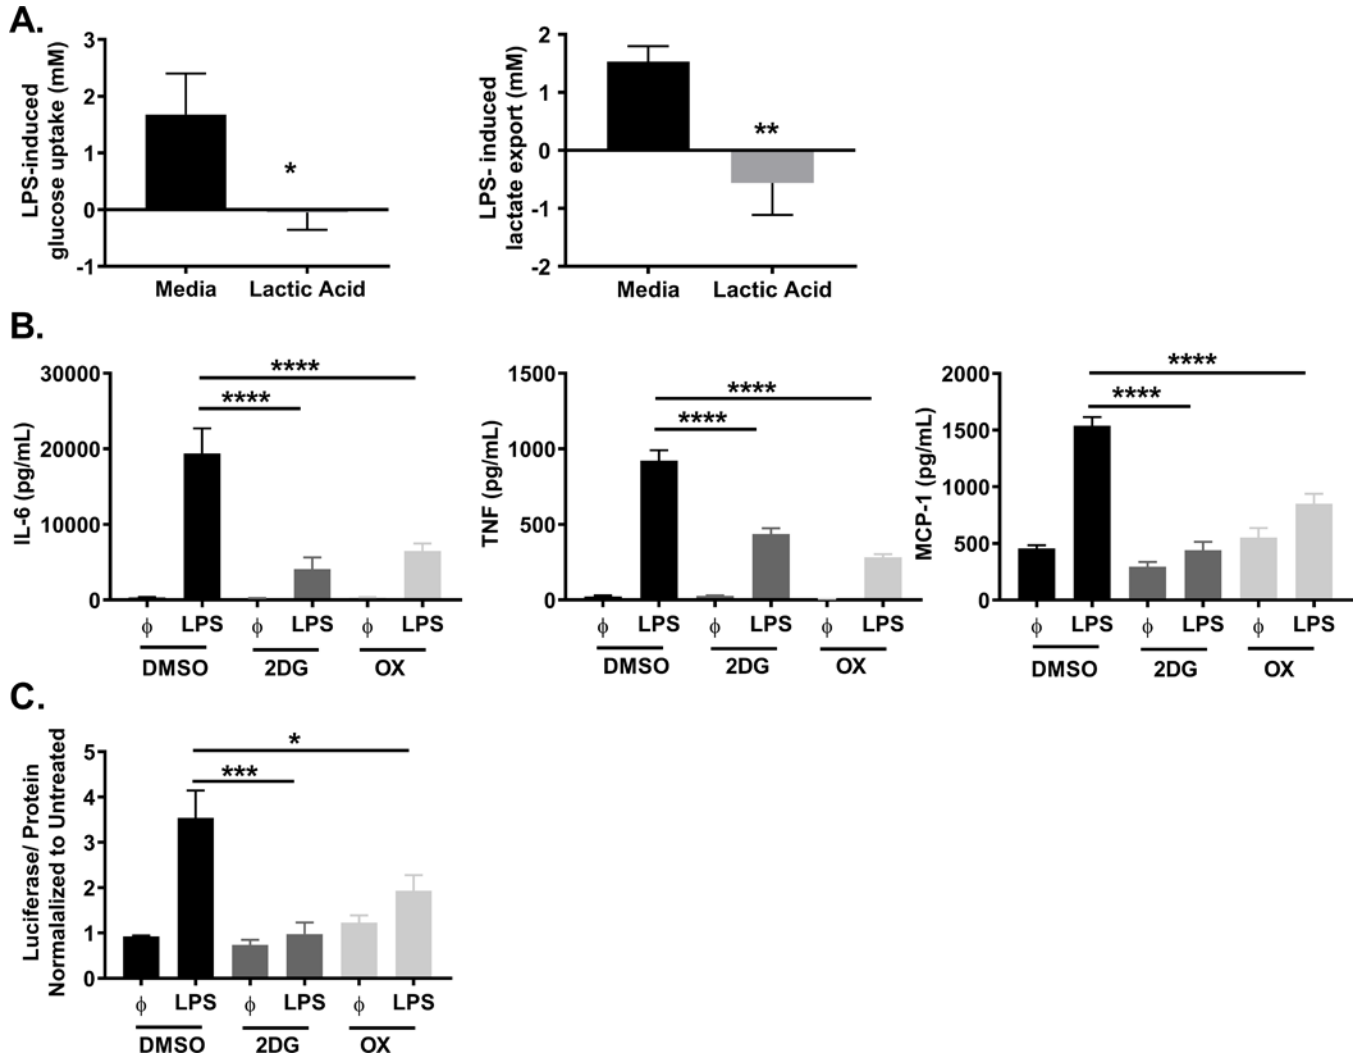 A.
LPS-induced
glucose uptake (mM)
3
2
1
0
-1
*
Media Lactic Acid
LPS- induced
lactate export (mM)
2
1
0
-1
-2
**
Media Lactic Acid
B.
IL-6 (pg/mL)
30000
20000
10000
0
****
****
ϕ LPS ϕ LPS ϕ LPS
DMSO 2DG OX
TNF (pg/mL)
1500
1000
500
0
****
****
ϕ LPS ϕ LPS ϕ LPS
DMSO 2DG OX
MCP-1 (pg/mL)
2000
1500
1000
500
0
****
****
ϕ LPS ϕ LPS ϕ LPS
DMSO 2DG OX
C.
Luciferase/ Protein
Normalalized to Untreated
5
4
3
2
1
0
*
***
ϕ LPS ϕ LPS ϕ LPS
DMSO 2DG OX